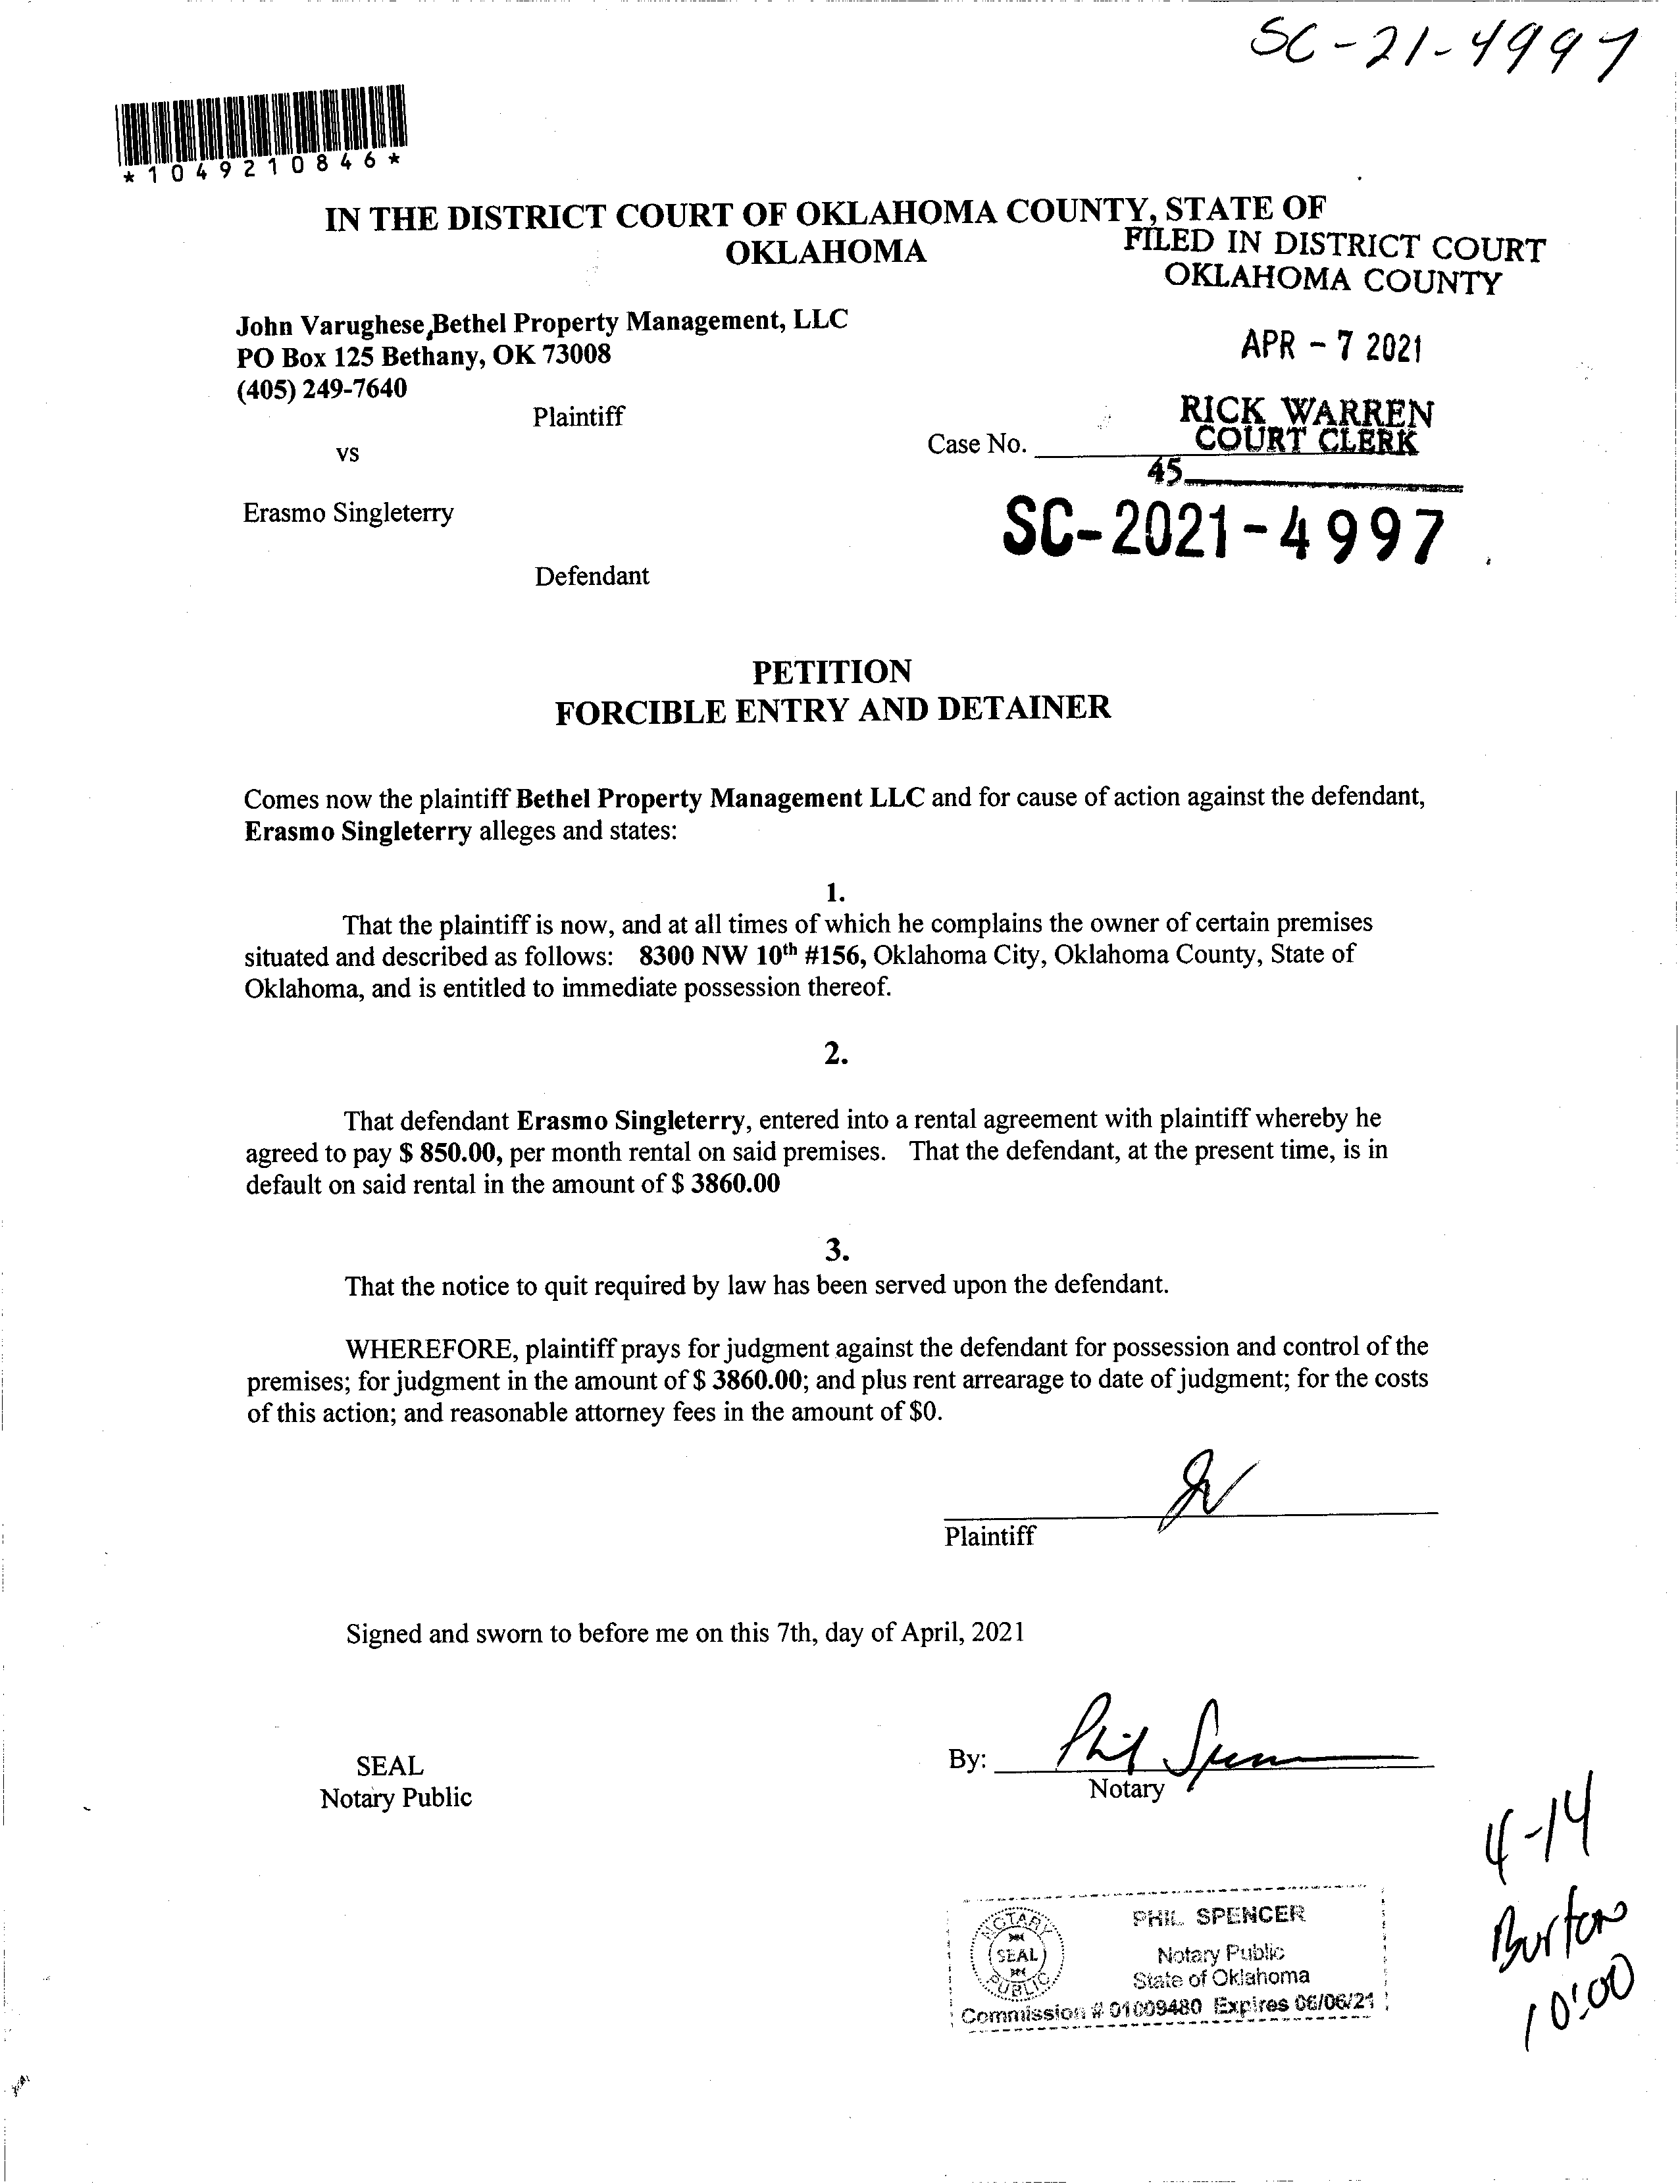 SC-21-4997
*1049210846*
IN THE DISTRICT COURT OF OKLAHOMA COUNTY, STATE OF
OKLAHOMA
FILED IN DISTRICT COURT
OKLAHOMA COUNTY
John Varughese,Bethel Property Management, LLC
PO Box 125 Bethany, OK 73008
(405) 249-7640
APR - 7 2021
Plaintiff
RICK WARREN
COURT CLERK
vs
Case No.
45
Erasmo Singleterry
SC-2021-4997
Defendant
PETITION
FORCIBLE ENTRY AND DETAINER
Comes now the plaintiff Bethel Property Management LLC and for cause of action against the defendant,
Erasmo Singleterry alleges and states:
1.
That the plaintiff is now, and at all times of which he complains the owner of certain premises
situated and described as follows: 8300 NW 10th #156, Oklahoma City, Oklahoma County, State of
Oklahoma, and is entitled to immediate possession thereof.
2.
That defendant Erasmo Singleterry, entered into a rental agreement with plaintiff whereby he
agreed to pay $ 850.00, per month rental on said premises. That the defendant, at the present time, is in
default on said rental in the amount of $ 3860.00
3.
That the notice to quit required by law has been served upon the defendant.
WHEREFORE, plaintiff prays for judgment against the defendant for possession and control of the
premises; for judgment in the amount of $ 3860.00; and plus rent arrearage to date of judgment; for the costs
of this action; and reasonable attorney fees in the amount of $0.
Plaintiff
Signed and sworn to before me on this 7th, day of April, 2021
SEAL
Notary Public
By: Phil Spencer
Notary
4-14
Burton
10:00
NOTARY
SEAL
PUBLIC
PHIL SPENCER
Notary Public
State of Oklahoma
Commission # 01009480 Expires 06/06/21